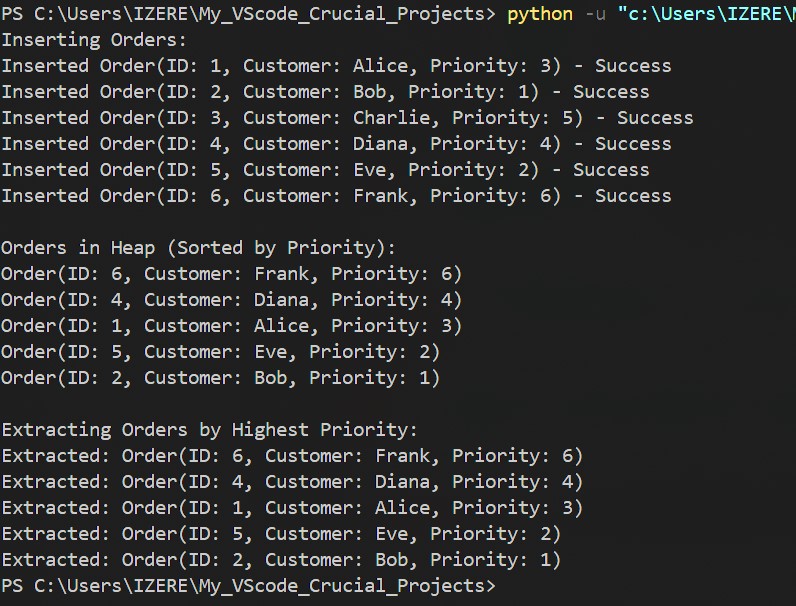 PS C:\Users\IZERE\My_VScode_Crucial_Projects> python -u "c:\Users\IZERE\
Inserting Orders:
Inserted Order(ID: 1, Customer: Alice, Priority: 3) - Success
Inserted Order(ID: 2, Customer: Bob, Priority: 1) - Success
Inserted Order(ID: 3, Customer: Charlie, Priority: 5) - Success
Inserted Order(ID: 4, Customer: Diana, Priority: 4) - Success
Inserted Order(ID: 5, Customer: Eve, Priority: 2) - Success
Inserted Order(ID: 6, Customer: Frank, Priority: 6) - Success
Orders in Heap (Sorted by Priority):
Order(ID: 6, Customer: Frank, Priority: 6)
Order(ID: 4, Customer: Diana, Priority: 4)
Order(ID: 1, Customer: Alice, Priority: 3)
Order(ID: 5, Customer: Eve, Priority: 2)
Order(ID: 2, Customer: Bob, Priority: 1)
Extracting Orders by Highest Priority:
Extracted: Order(ID: 6, Customer: Frank, Priority: 6)
Extracted: Order(ID: 4, Customer: Diana, Priority: 4)
Extracted: Order(ID: 1, Customer: Alice, Priority: 3)
Extracted: Order(ID: 5, Customer: Eve, Priority: 2)
Extracted: Order(ID: 2, Customer: Bob, Priority: 1)
PS C:\Users\IZERE\My_VScode_Crucial_Projects>